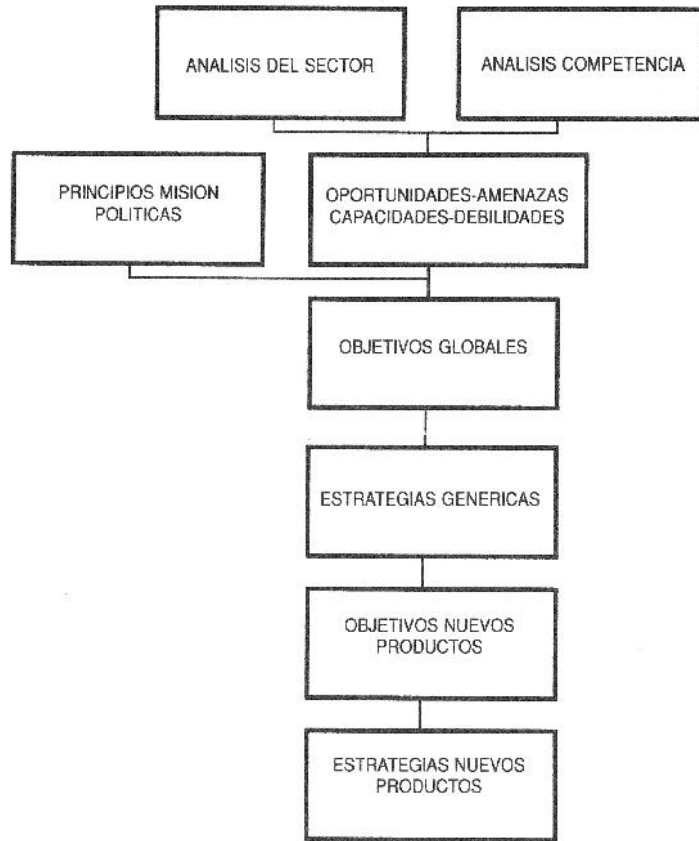 ANALISIS DEL SECTOR
ANALISIS COMPETENCIA
PRINCIPIOS MISION
POLITICAS
OPORTUNIDADES-AMENAZAS
CAPACIDADES-DEBILIDADES
OBJETIVOS GLOBALES
ESTRATEGIAS GENERICAS
OBJETIVOS NUEVOS
PRODUCTOS
ESTRATEGIAS NUEVOS
PRODUCTOS